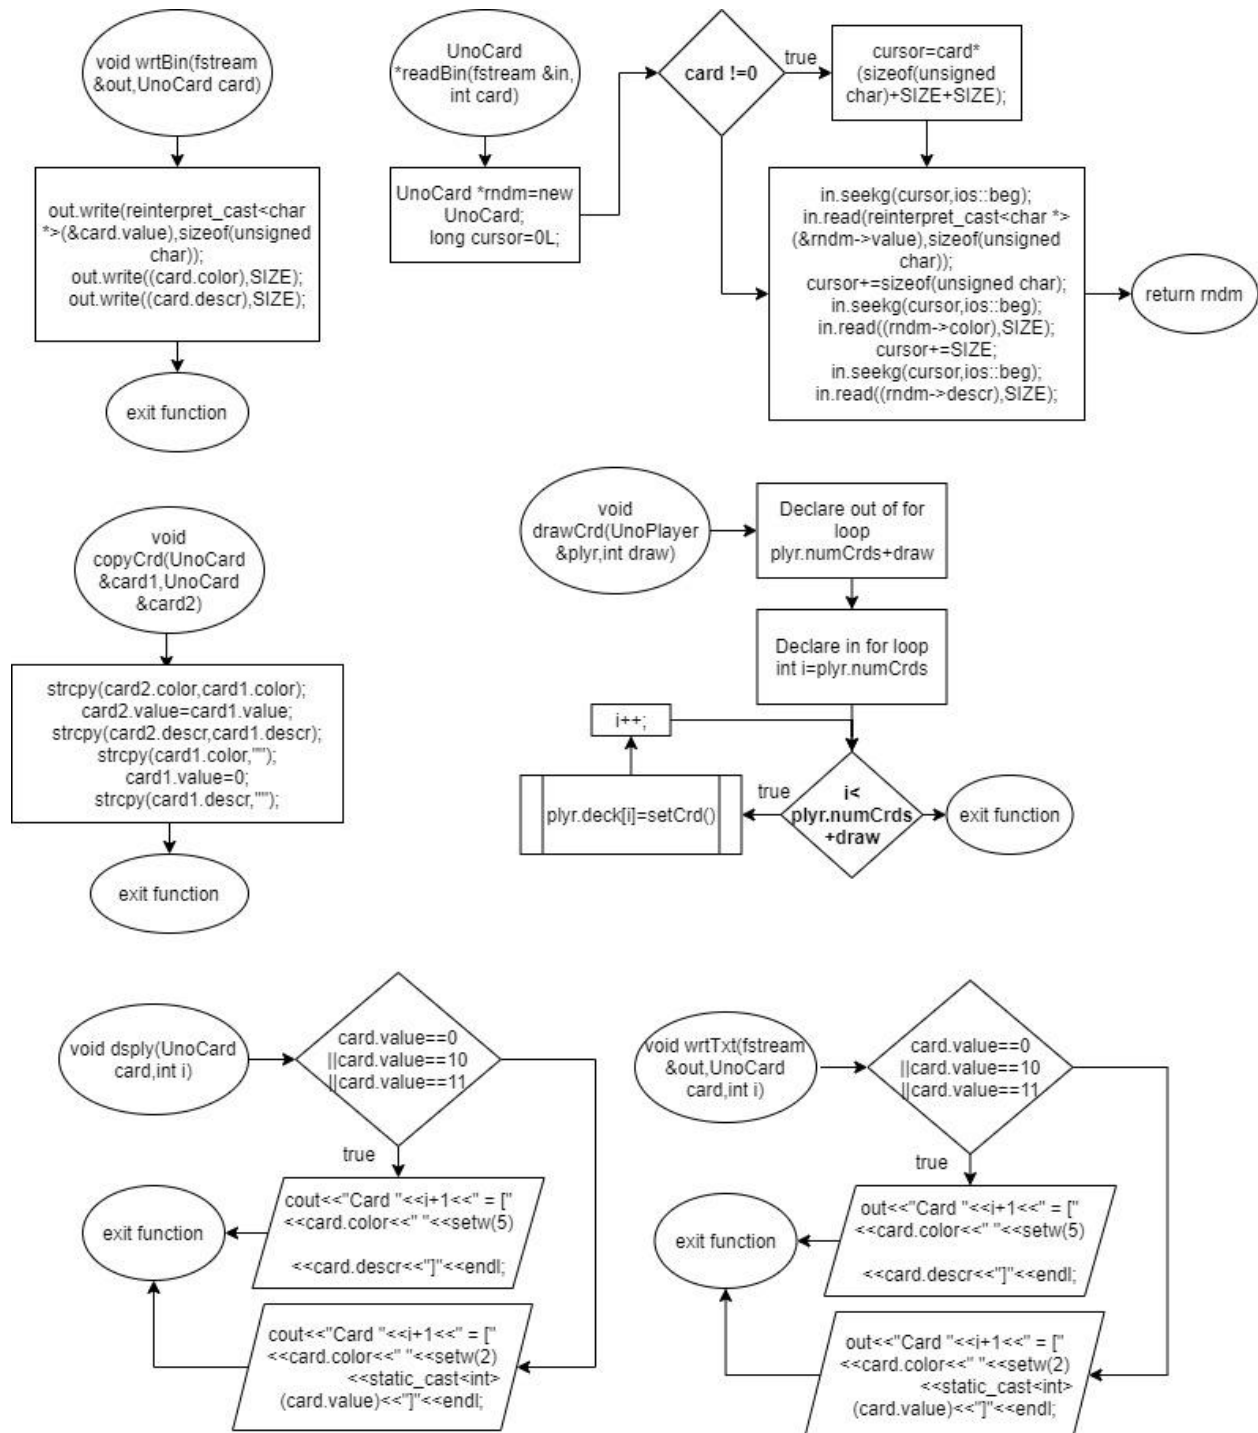 void wrtBin(fstream
&out,UnoCard card)
out.write(reinterpret_cast<char
*>(&card.value),sizeof(unsigned
char));
out.write((card.color),SIZE);
out.write((card.descr),SIZE);
exit function
UnoCard
*readBin(fstream &in,
int card)
UnoCard *rndm=new
UnoCard;
long cursor=0L;
card !=0
true
cursor=card*
(sizeof(unsigned
char)+SIZE+SIZE);
in.seekg(cursor,ios::beg);
in.read(reinterpret_cast<char *>
(&rndm->value),sizeof(unsigned
char));
cursor+=sizeof(unsigned char);
in.seekg(cursor,ios::beg);
in.read((rndm->color),SIZE);
cursor+=SIZE;
in.seekg(cursor,ios::beg);
in.read((rndm->descr),SIZE);
return rndm
void
copyCrd(UnoCard
&card1,UnoCard
&card2)
strcpy(card2.color,card1.color);
card2.value=card1.value;
strcpy(card2.descr,card1.descr);
strcpy(card1.color,"");
card1.value=0;
strcpy(card1.descr,"");
exit function
void
drawCrd(UnoPlayer
&plyr,int draw)
Declare out of for
loop
plyr.numCrds+draw
Declare in for loop
int i=plyr.numCrds
i++;
plyr.deck[i]=setCrd()
true
i<
plyr.numCrds
+draw
exit function
void dsply(UnoCard
card,int i)
card.value==0
||card.value==10
||card.value==11
true
cout<<"Card "<<i+1<<" = ["
<<card.color<<" "<<setw(5)
<<card.descr<<"]"<<endl;
exit function
cout<<"Card "<<i+1<<" = ["
<<card.color<<" "<<setw(2)
<<static_cast<int>
(card.value)<<"]"<<endl;
void wrtTxt(fstream
&out,UnoCard
card,int i)
card.value==0
||card.value==10
||card.value==11
true
out<<"Card "<<i+1<<" = ["
<<card.color<<" "<<setw(5)
<<card.descr<<"]"<<endl;
exit function
out<<"Card "<<i+1<<" = ["
<<card.color<<" "<<setw(2)
<<static_cast<int>
(card.value)<<"]"<<endl;